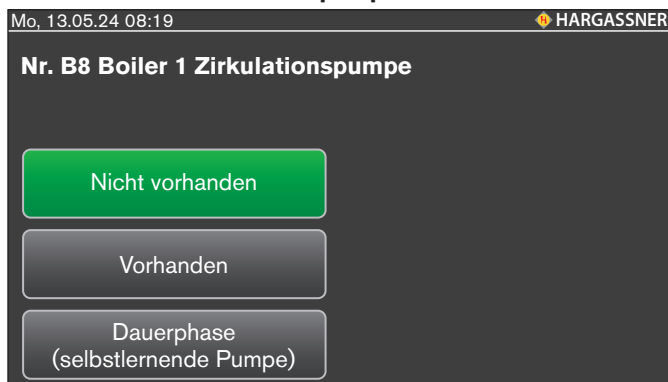 Mo, 13.05.24 08:19 HARGASSNER
Nr. B8 Boiler 1 Zirkulationspumpe
Nicht vorhanden
Vorhanden
Dauerphase
(selbstlernende Pumpe)